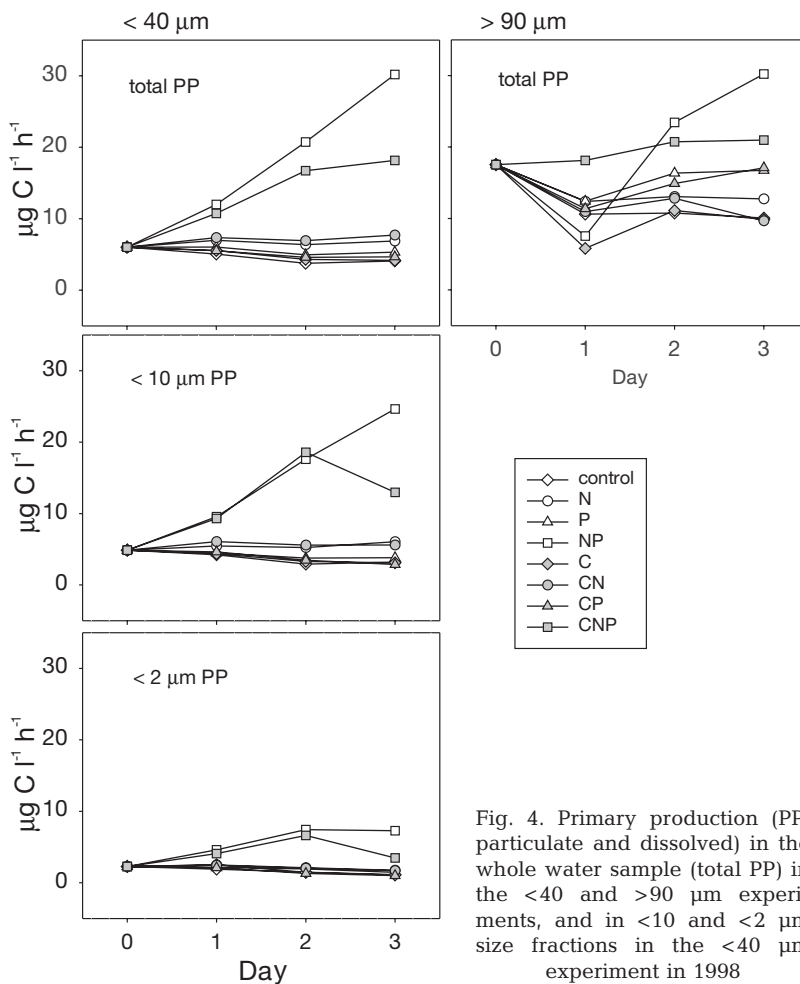 < 40 µm
> 90 µm
total PP
30
20
10
0
µg C l⁻¹ h⁻¹
total PP
0
1
2
3
Day
< 10 µm PP
30
20
10
0
µg C l⁻¹ h⁻¹
control
N
P
NP
C
CN
CP
CNP
< 2 µm PP
30
20
10
0
µg C l⁻¹ h⁻¹
0
1
2
3
Day
Fig. 4. Primary production (PP
particulate and dissolved) in the
whole water sample (total PP) in
the <40 and >90 µm experi
ments, and in <10 and <2 µm
size fractions in the <40 µm
experiment in 1998